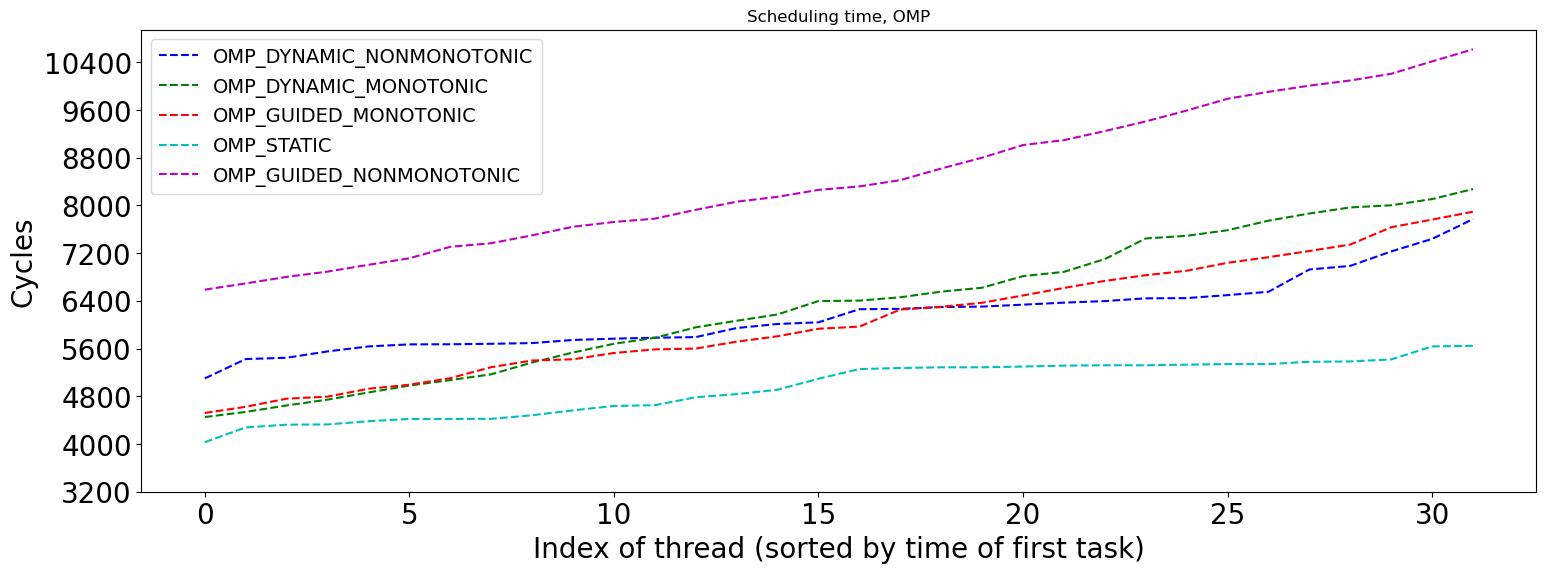 Scheduling time, OMP
OMP_DYNAMIC_NONMONOTONIC
OMP_DYNAMIC_MONOTONIC
OMP_GUIDED_MONOTONIC
OMP_STATIC
OMP_GUIDED_NONMONOTONIC
Cycles
10400
9600
8800
8000
7200
6400
5600
4800
4000
3200
0 5 10 15 20 25 30
Index of thread (sorted by time of first task)